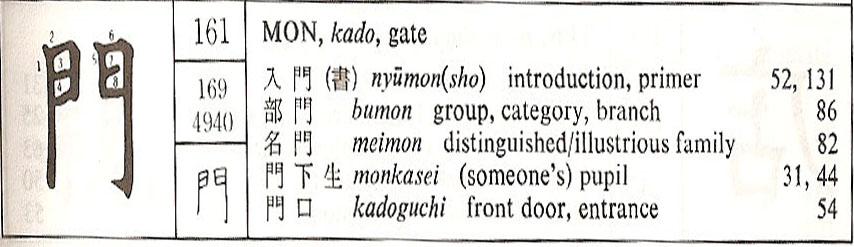 門
1 2 3 4 5 6 7 8
161
169
4940
門
MON, kado, gate
入門(書) nyūmon(sho) introduction, primer 52, 131
部門 bumon group, category, branch 86
名門 meimon distinguished/illustrious family 82
門下生 monkasei (someone's) pupil 31, 44
門口 kadoguchi front door, entrance 54